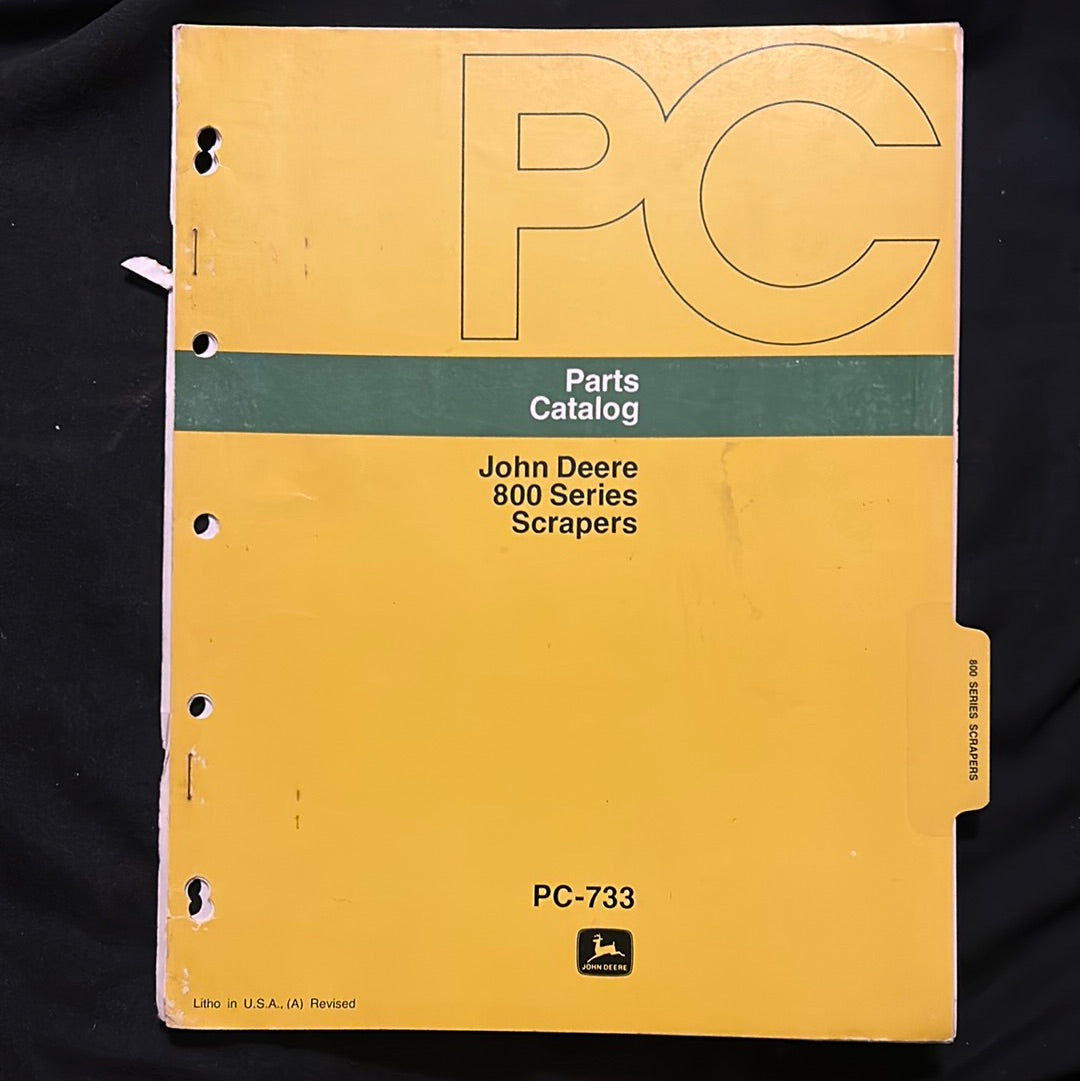 PC
Parts
Catalog
John Deere
800 Series
Scrapers
800 SERIES SCRAPERS
PC-733
JOHN DEERE
Litho in U.S.A., (A) Revised